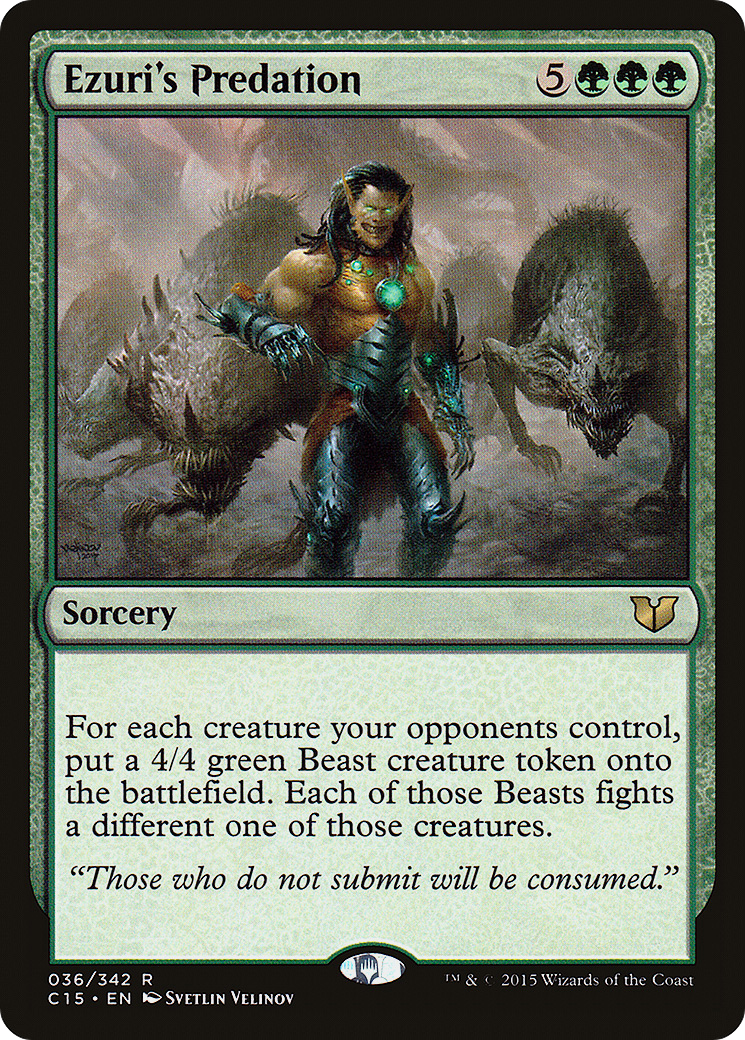 Ezuri's Predation 5
Sorcery
For each creature your opponents control,
put a 4/4 green Beast creature token onto
the battlefield. Each of those Beasts fights
a different one of those creatures.
“Those who do not submit will be consumed.”
036/342 R
C15 • EN Svetlin Velinov
™ & © 2015 Wizards of the Coast